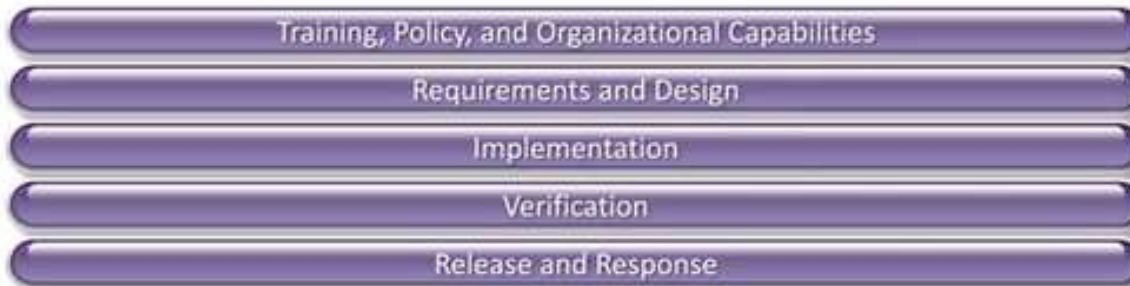 Training, Policy, and Organizational Capabilities
Requirements and Design
Implementation
Verification
Release and Response